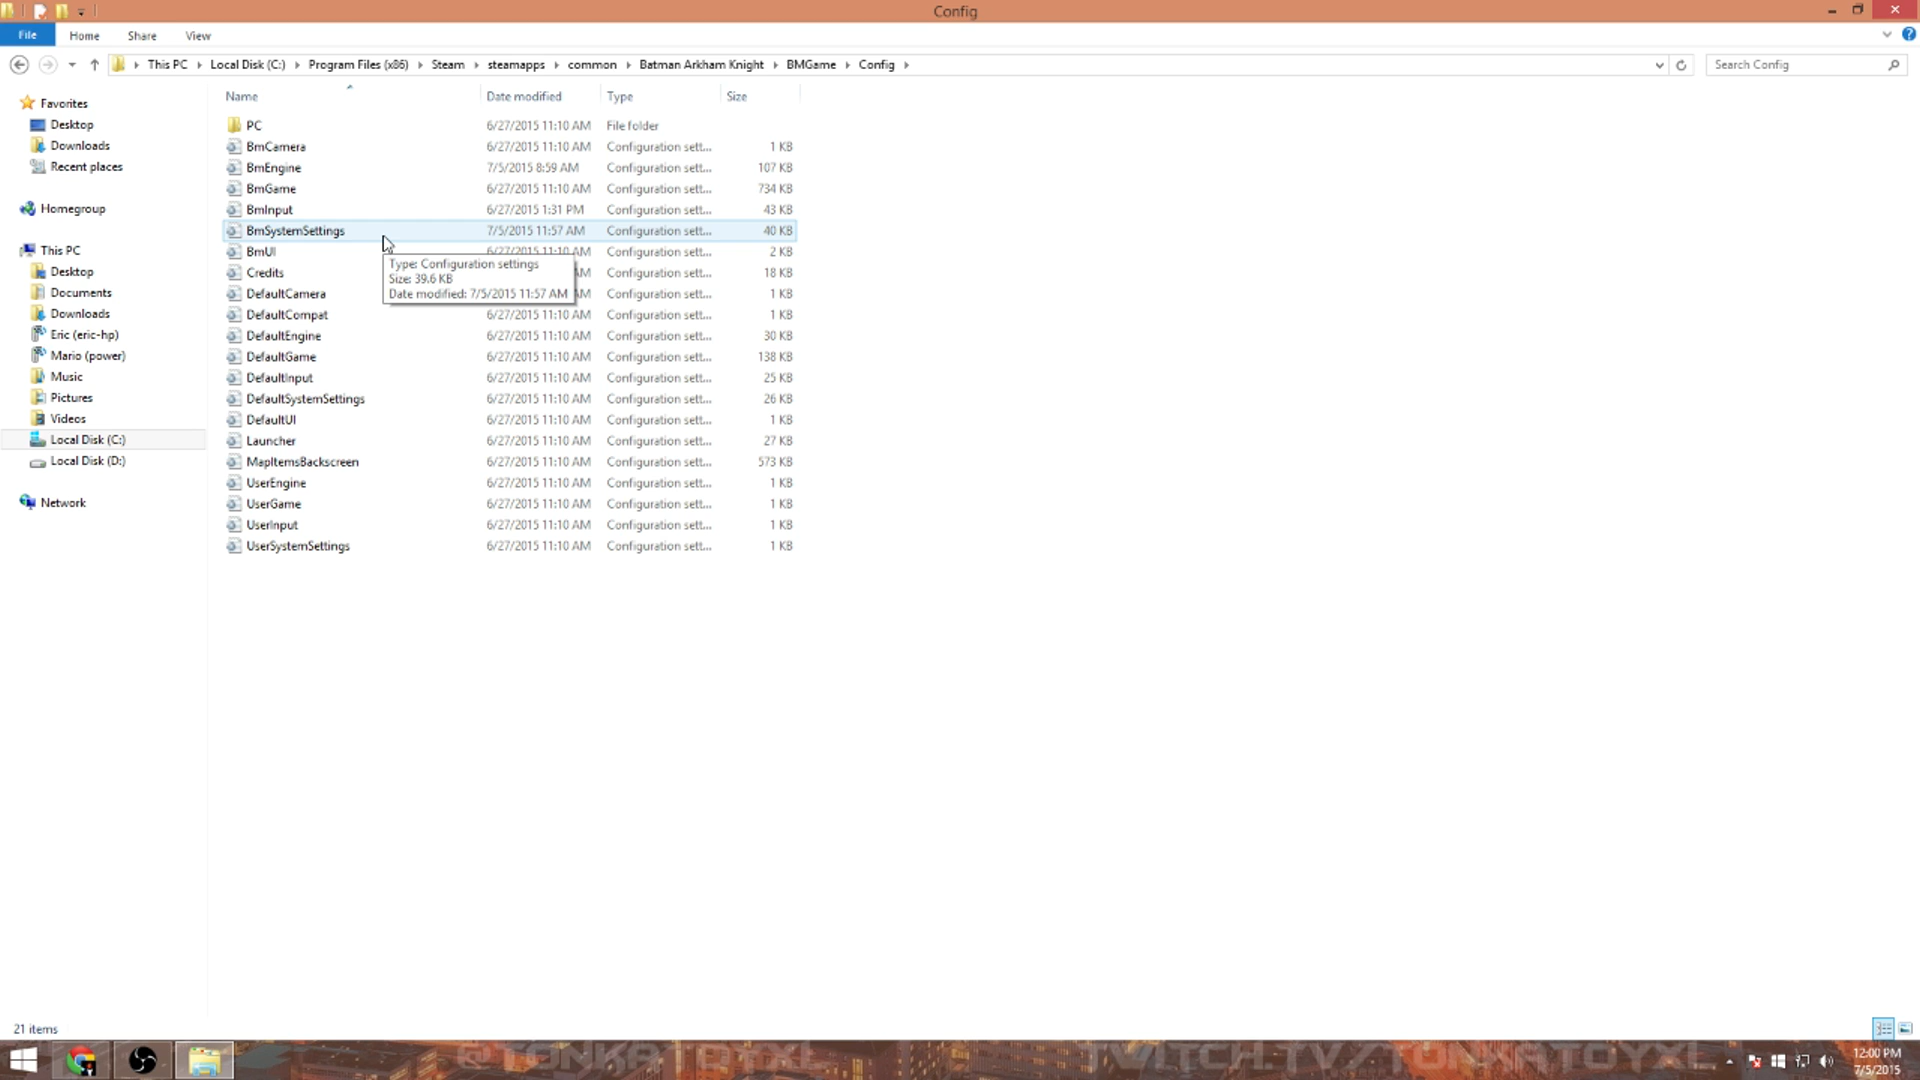 Config
File Home Share View
This PC Local Disk (C:) Program Files (x86) Steam steamapps common Batman Arkham Knight BMGame Config
Search Config
Name Date modified Type Size
PC 6/27/2015 11:10 AM File folder
BmCamera 6/27/2015 11:10 AM Configuration sett... 1 KB
BmEngine 7/5/2015 8:59 AM Configuration sett... 107 KB
BmGame 6/27/2015 11:10 AM Configuration sett... 734 KB
BmInput 6/27/2015 1:31 PM Configuration sett... 43 KB
BmSystemSettings 7/5/2015 11:57 AM Configuration sett... 40 KB
BmUI 6/27/2015 11:10 AM Configuration sett... 2 KB
Credits AM Configuration sett... 18 KB
DefaultCamera AM Configuration sett... 1 KB
Type: Configuration settings
Size: 39.6 KB
Date modified: 7/5/2015 11:57 AM
DefaultCompat 6/27/2015 11:10 AM Configuration sett... 1 KB
DefaultEngine 6/27/2015 11:10 AM Configuration sett... 30 KB
DefaultGame 6/27/2015 11:10 AM Configuration sett... 138 KB
DefaultInput 6/27/2015 11:10 AM Configuration sett... 25 KB
DefaultSystemSettings 6/27/2015 11:10 AM Configuration sett... 26 KB
DefaultUI 6/27/2015 11:10 AM Configuration sett... 1 KB
Launcher 6/27/2015 11:10 AM Configuration sett... 27 KB
MapItemsBackscreen 6/27/2015 11:10 AM Configuration sett... 573 KB
UserEngine 6/27/2015 11:10 AM Configuration sett... 1 KB
UserGame 6/27/2015 11:10 AM Configuration sett... 1 KB
UserInput 6/27/2015 11:10 AM Configuration sett... 1 KB
UserSystemSettings 6/27/2015 11:10 AM Configuration sett... 1 KB
Favorites
Desktop
Downloads
Recent places
Homegroup
This PC
Desktop
Documents
Downloads
Eric (eric-hp)
Mario (power)
Music
Pictures
Videos
Local Disk (C:)
Local Disk (D:)
Network
21 items
@TONKATOYXL TWITCH.TV/TONKATOYXL
12:00 PM
7/5/2015